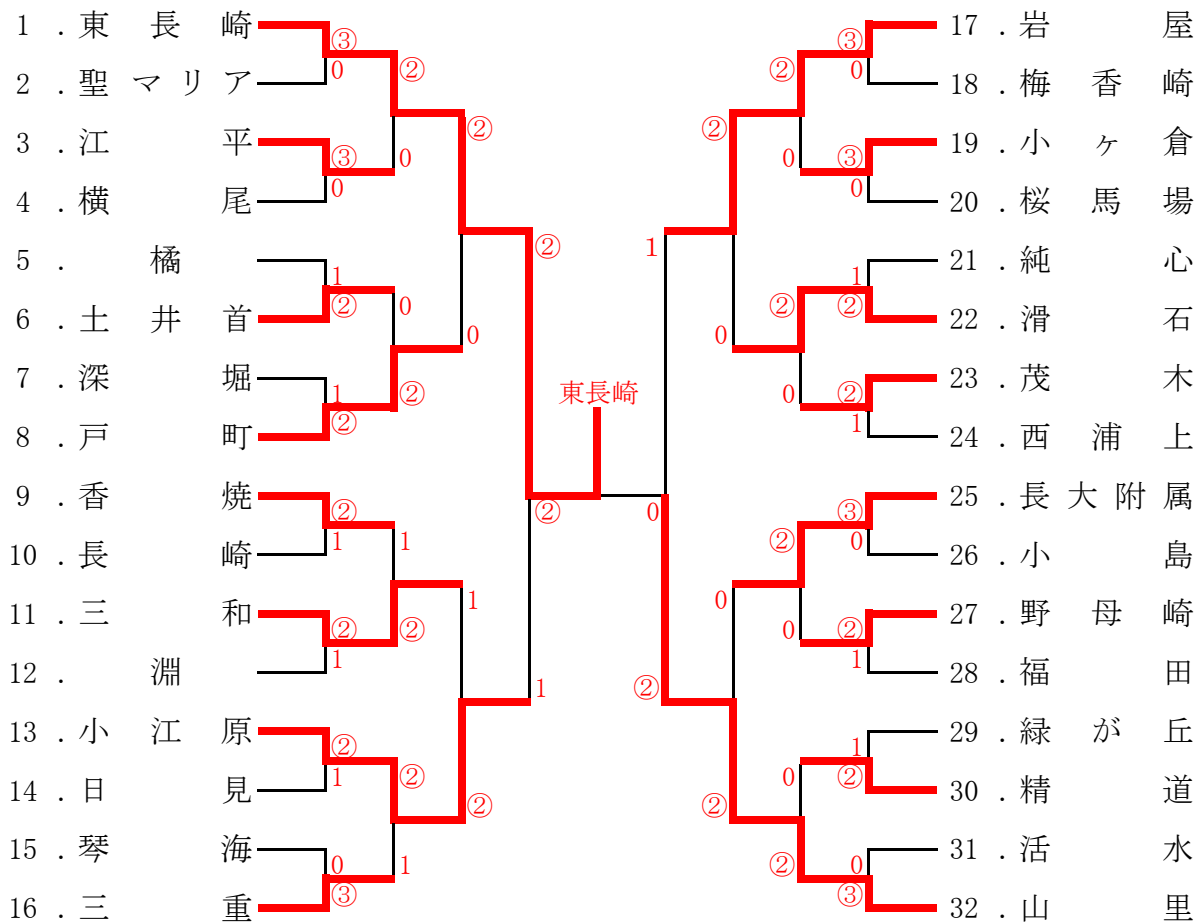 1 .東長崎
③
0
2 .聖マリア
②
3 .江平
③
0
4 .横尾
0
②
5 .橘
1
②
6 .土井首
0
7 .深堀
1
②
8 .戸町
②
0
②
9 .香焼
②
1
10 .長崎
1
11 .三和
②
1
12 .淵
②
1
13 .小江原
②
1
14 .日見
②
15 .琴海
0
③
16 .三重
1
②
1
②
東長崎
0
17 .岩屋
③
0
18 .梅香崎
②
19 .小ヶ倉
③
0
20 .桜馬場
0
②
21 .純心
1
②
22 .滑石
②
23 .茂木
②
1
24 .西浦上
0
0
1
25 .長大附属
③
0
26 .小島
②
27 .野母崎
②
1
28 .福田
0
0
29 .緑が丘
1
②
30 .精道
0
31 .活水
0
③
32 .山里
②
②
②